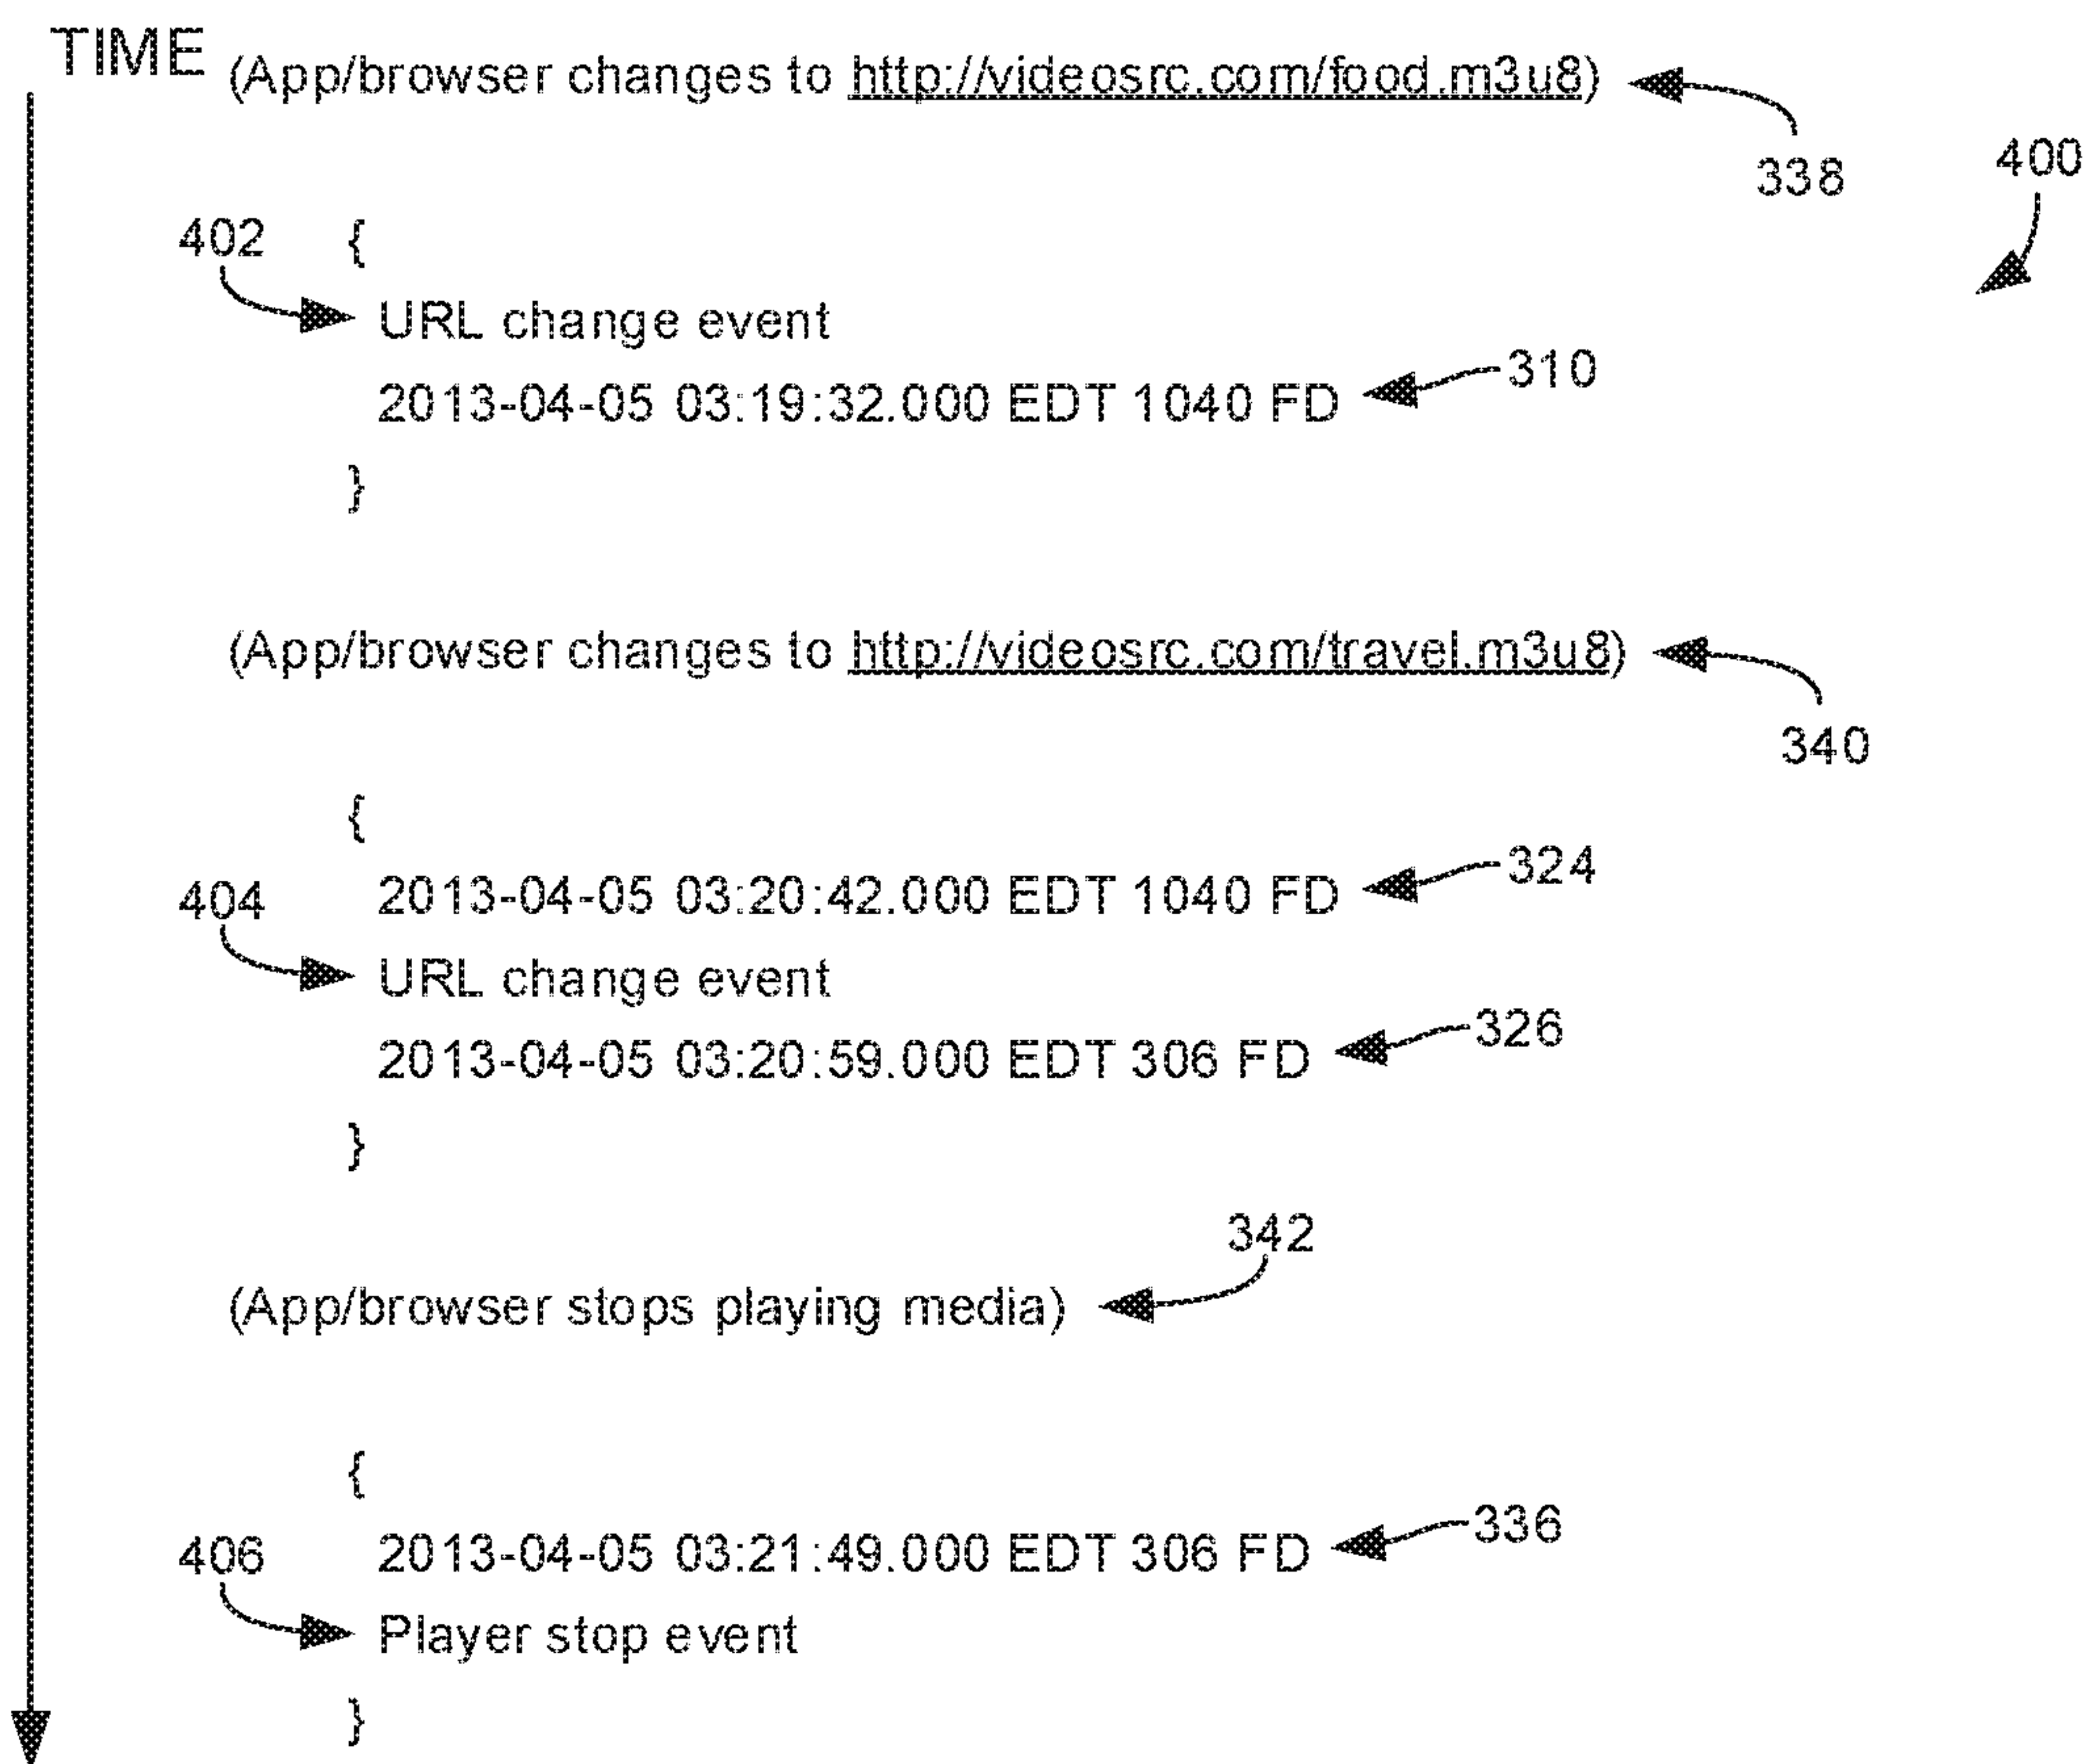 TIME
(App/browser changes to http://videosrc.com/food.m3u8)
338
400
402
{
URL change event
310
2013-04-05 03:19:32.000 EDT 1040 FD
}
(App/browser changes to http://videosrc.com/travel.m3u8)
340
{
324
2013-04-05 03:20:42.000 EDT 1040 FD
404
URL change event
326
2013-04-05 03:20:59.000 EDT 306 FD
}
342
(App/browser stops playing media)
{
336
2013-04-05 03:21:49.000 EDT 306 FD
406
Player stop event
}